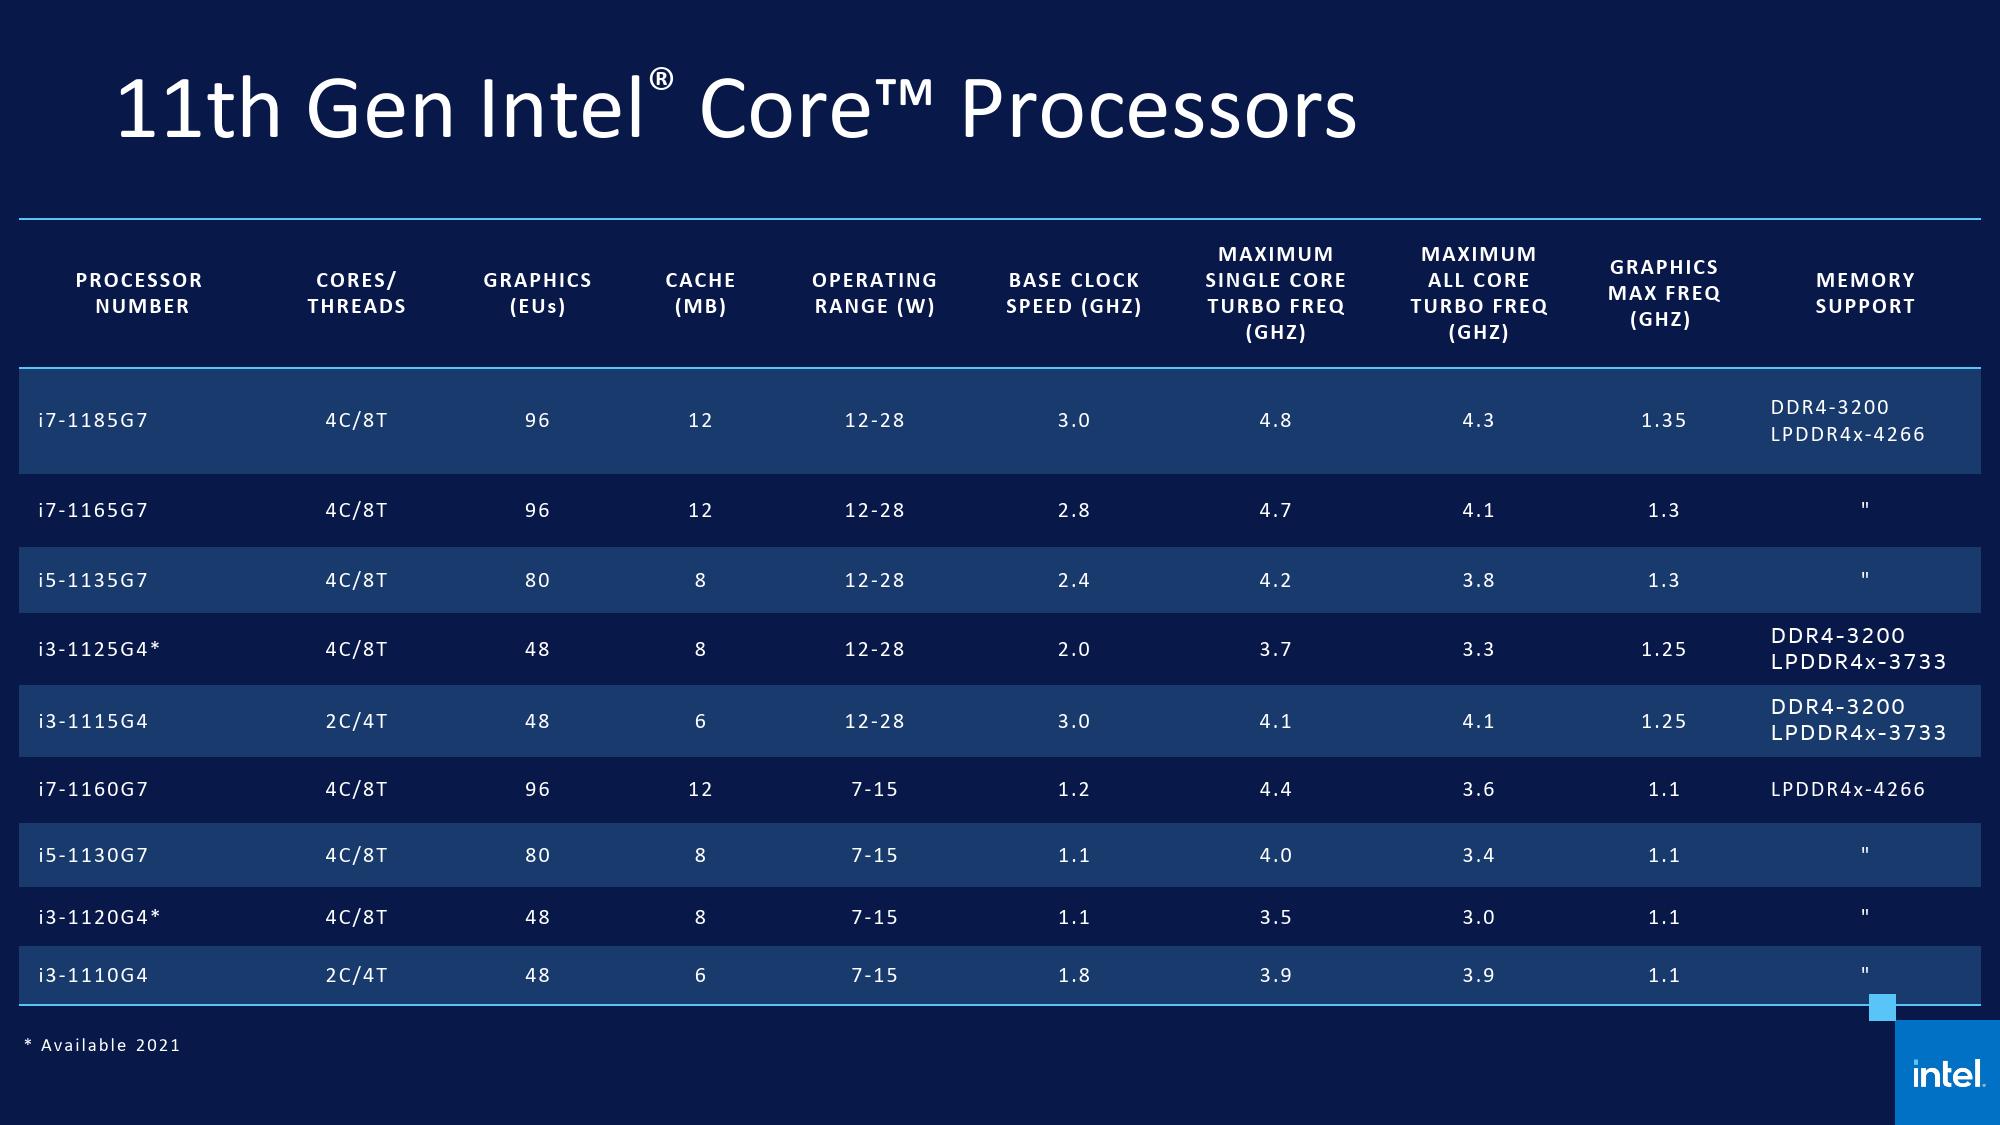 11th Gen Intel® Core™ Processors
PROCESSOR NUMBER CORES/ THREADS GRAPHICS (EUs) CACHE (MB) OPERATING RANGE (W) BASE CLOCK SPEED (GHZ) MAXIMUM SINGLE CORE TURBO FREQ (GHZ) MAXIMUM ALL CORE TURBO FREQ (GHZ) GRAPHICS MAX FREQ (GHZ) MEMORY SUPPORT
i7-1185G7 4C/8T 96 12 12-28 3.0 4.8 4.3 1.35 DDR4-3200 LPDDR4x-4266
i7-1165G7 4C/8T 96 12 12-28 2.8 4.7 4.1 1.3 "
i5-1135G7 4C/8T 80 8 12-28 2.4 4.2 3.8 1.3 "
i3-1125G4* 4C/8T 48 8 12-28 2.0 3.7 3.3 1.25 DDR4-3200 LPDDR4x-3733
i3-1115G4 2C/4T 48 6 12-28 3.0 4.1 4.1 1.25 DDR4-3200 LPDDR4x-3733
i7-1160G7 4C/8T 96 12 7-15 1.2 4.4 3.6 1.1 LPDDR4x-4266
i5-1130G7 4C/8T 80 8 7-15 1.1 4.0 3.4 1.1 "
i3-1120G4* 4C/8T 48 8 7-15 1.1 3.5 3.0 1.1 "
i3-1110G4 2C/4T 48 6 7-15 1.8 3.9 3.9 1.1 "
* Available 2021
intel.